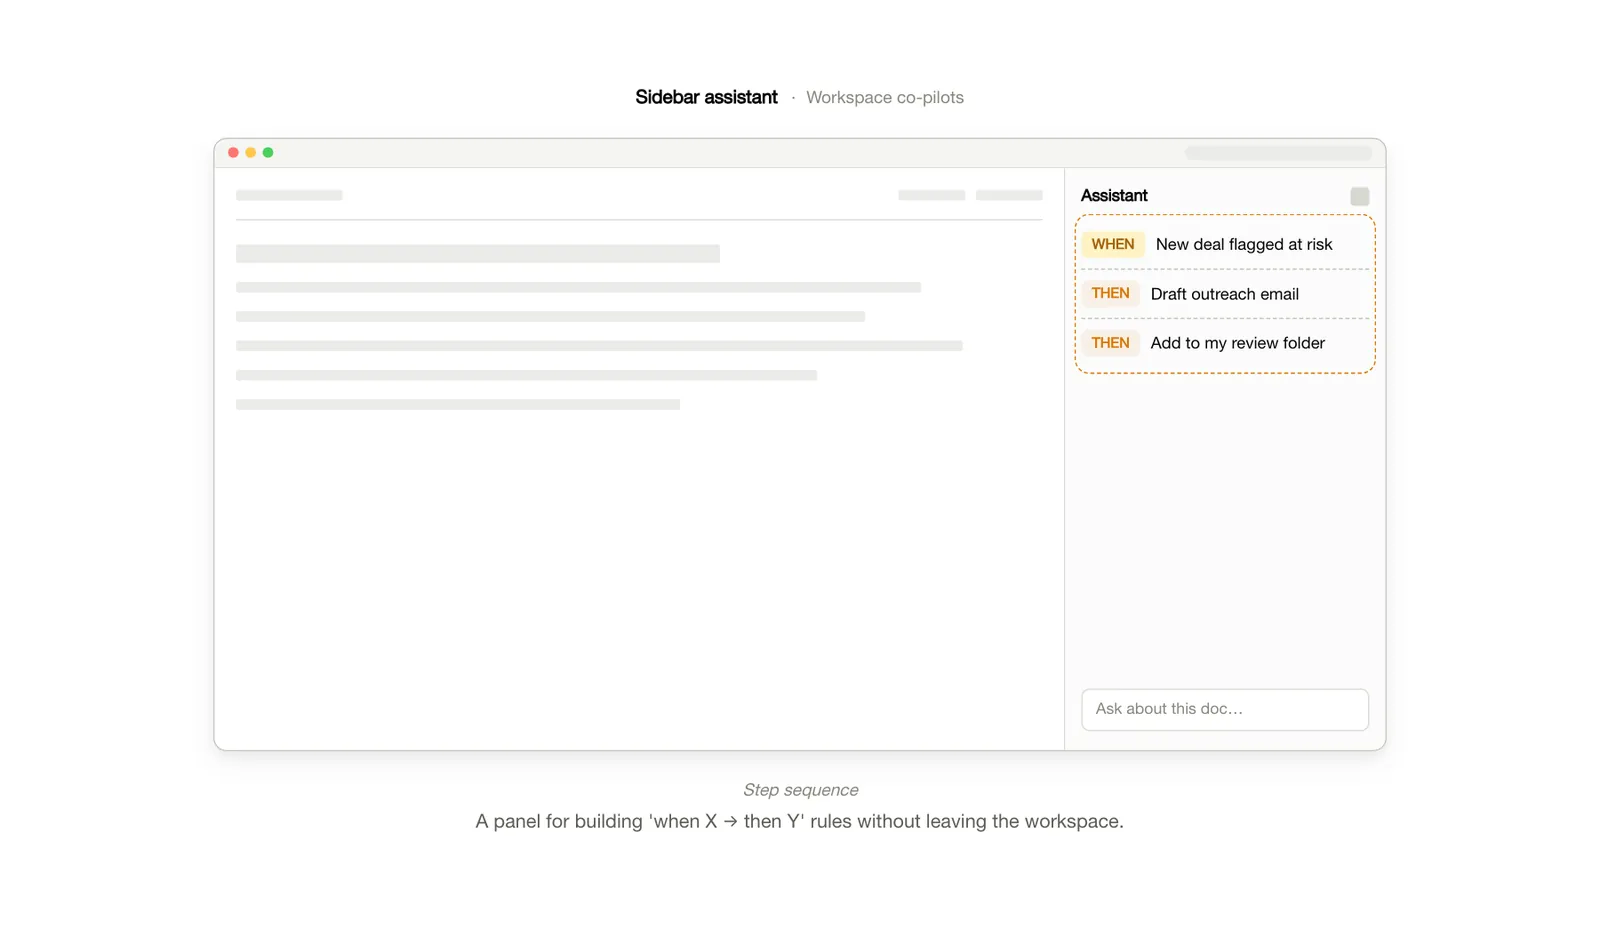 Sidebar assistant · Workspace co-pilots
Assistant
WHEN New deal flagged at risk
THEN Draft outreach email
THEN Add to my review folder
Ask about this doc…
Step sequence
A panel for building 'when X → then Y' rules without leaving the workspace.